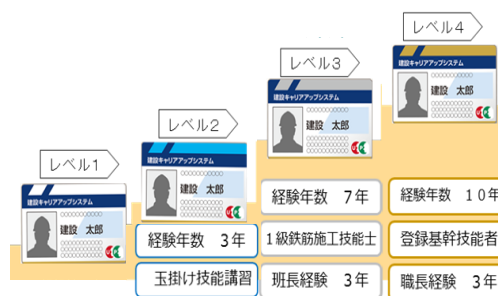 レベル4
建設キャリアアップシステム
建設 太郎
レベル3
建設キャリアアップシステム
建設 太郎
レベル2
建設キャリアアップシステム
建設 太郎
レベル1
建設キャリアアップシステム
建設 太郎
経験年数 3年
玉掛け技能講習
経験年数 7年
1級鉄筋施工技能士
班長経験 3年
経験年数 10年
登録基幹技能者
職長経験 3年